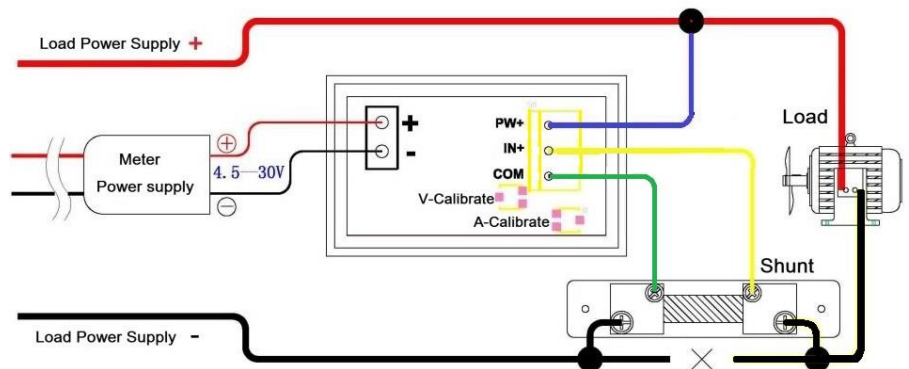 Load Power Supply +
Meter
Power supply
+
4.5—30V
-
+
-
PW+
IN+
COM
V-Calibrate
A-Calibrate
Load
Shunt
Load Power Supply -